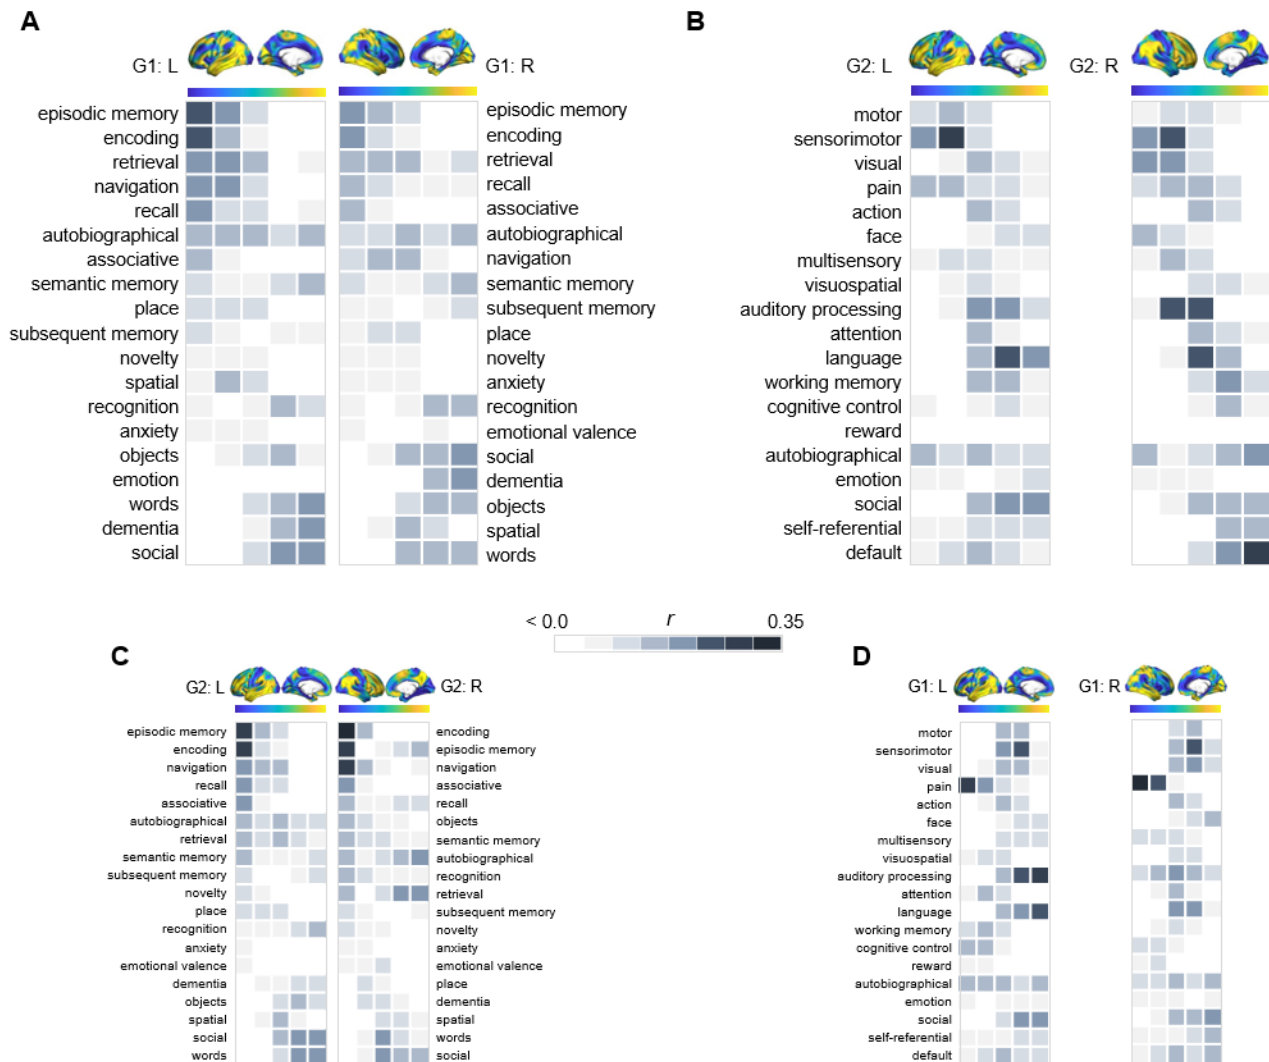 A
B
G1: L
G1: R
G2: L
G2: R
episodic memory
encoding
retrieval
navigation
recall
autobiographical
associative
semantic memory
place
subsequent memory
novelty
spatial
recognition
anxiety
objects
emotion
words
dementia
social
episodic memory
encoding
retrieval
recall
associative
autobiographical
navigation
semantic memory
subsequent memory
place
novelty
anxiety
recognition
emotional valence
social
dementia
objects
spatial
words
motor
sensorimotor
visual
pain
action
face
multisensory
visuospatial
auditory processing
attention
language
working memory
cognitive control
reward
autobiographical
emotion
social
self-referential
default
< 0.0 r 0.35
C
D
G2: L
G2: R
G1: L
G1: R
episodic memory
encoding
navigation
recall
associative
autobiographical
retrieval
semantic memory
subsequent memory
novelty
place
recognition
anxiety
emotional valence
dementia
objects
spatial
social
words
encoding
episodic memory
navigation
associative
recall
objects
semantic memory
autobiographical
recognition
retrieval
subsequent memory
novelty
anxiety
emotional valence
place
dementia
spatial
words
social
motor
sensorimotor
visual
pain
action
face
multisensory
visuospatial
auditory processing
attention
language
working memory
cognitive control
reward
autobiographical
emotion
social
self-referential
default